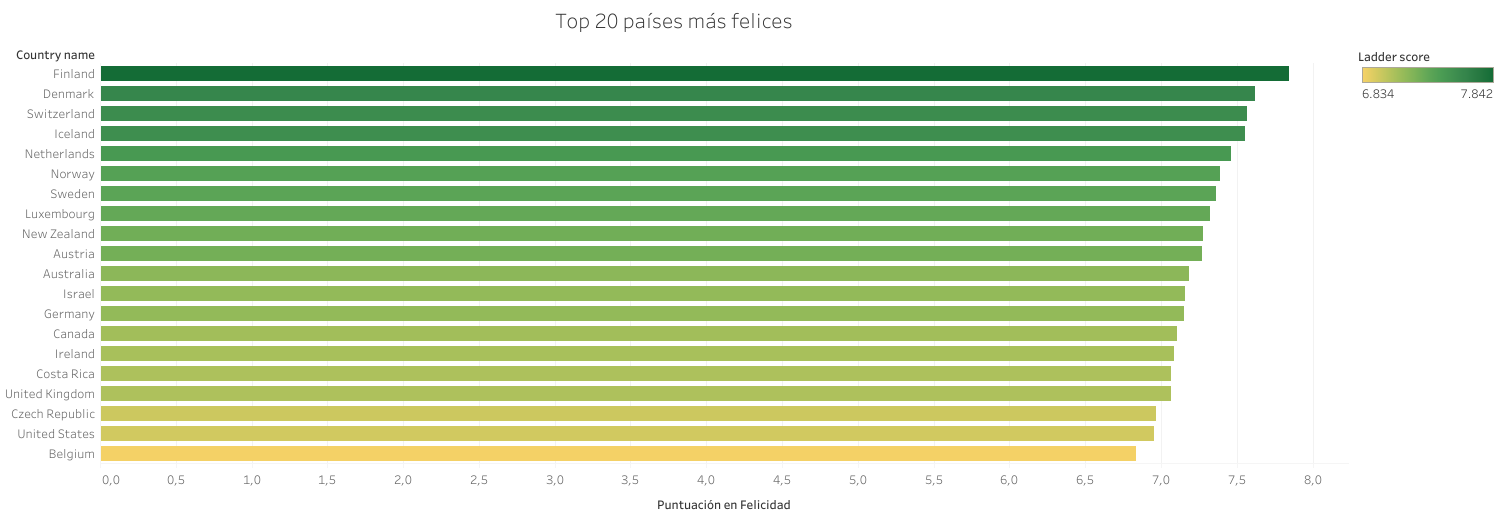 Top 20 países más felices
Country name
Finland
Denmark
Switzerland
Iceland
Netherlands
Norway
Sweden
Luxembourg
New Zealand
Austria
Australia
Israel
Germany
Canada
Ireland
Costa Rica
United Kingdom
Czech Republic
United States
Belgium
0,0 0,5 1,0 1,5 2,0 2,5 3,0 3,5 4,0 4,5 5,0 5,5 6,0 6,5 7,0 7,5 8,0
Puntuación en Felicidad
Ladder score
6.834 7.842